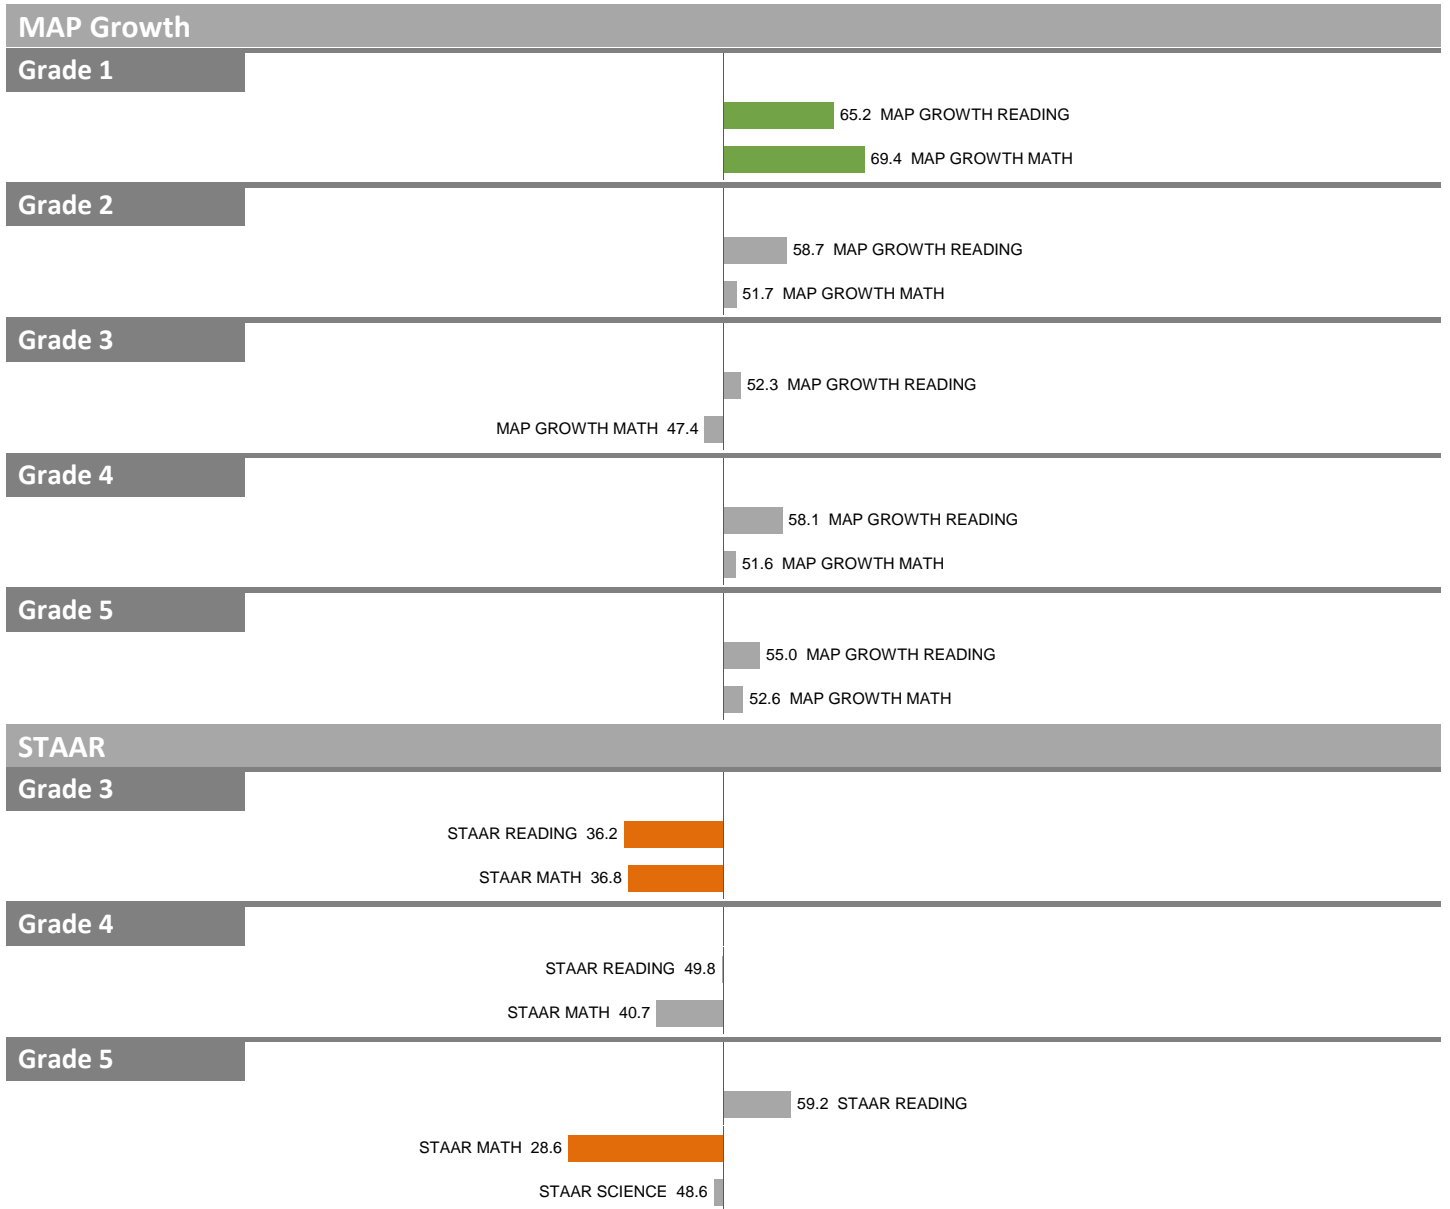 MAP Growth
Grade 1
65.2 MAP GROWTH READING
69.4 MAP GROWTH MATH
Grade 2
58.7 MAP GROWTH READING
51.7 MAP GROWTH MATH
Grade 3
52.3 MAP GROWTH READING
MAP GROWTH MATH 47.4
Grade 4
58.1 MAP GROWTH READING
51.6 MAP GROWTH MATH
Grade 5
55.0 MAP GROWTH READING
52.6 MAP GROWTH MATH
STAAR
Grade 3
STAAR READING 36.2
STAAR MATH 36.8
Grade 4
STAAR READING 49.8
STAAR MATH 40.7
Grade 5
59.2 STAAR READING
STAAR MATH 28.6
STAAR SCIENCE 48.6